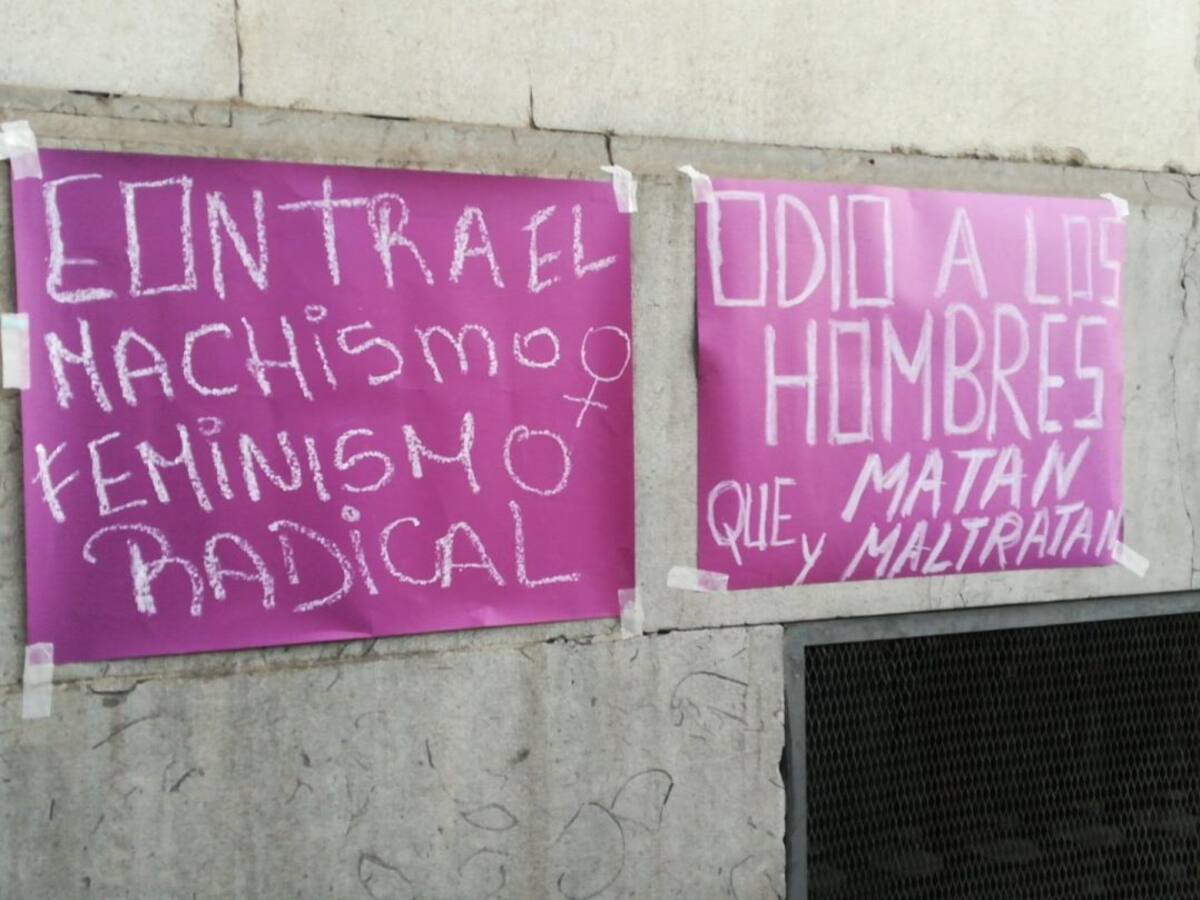 CONTRA EL
MACHISMO ♀
FEMINISMO
RADICAL
ODIO A LOS
HOMBRES
QUE MATAN
Y MALTRATAN